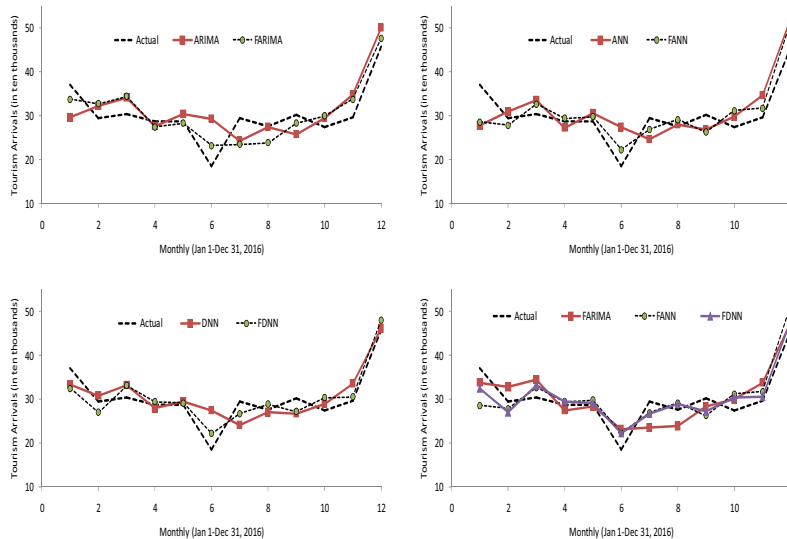 50
40
30
20
10
0
2
4
6
8
10
12
Tourism Arrivals (in ten thousands)
Monthly (Jan 1-Dec 31, 2016)
Actual
ARIMA
FARIMA
50
40
30
20
10
0
2
4
6
8
10
Tourism Arrivals (in ten thousands)
Monthly (Jan 1-Dec 31, 2016)
Actual
ANN
FANN
50
40
30
20
10
0
2
4
6
8
10
12
Tourism Arrivals (in ten thousands)
Monthly (Jan 1-Dec 31, 2016)
Actual
DNN
FDNN
50
40
30
20
10
0
2
4
6
8
10
Tourism Arrivals (in ten thousands)
Monthly (Jan 1-Dec 31, 2016)
Actual
FARIMA
FANN
FDNN